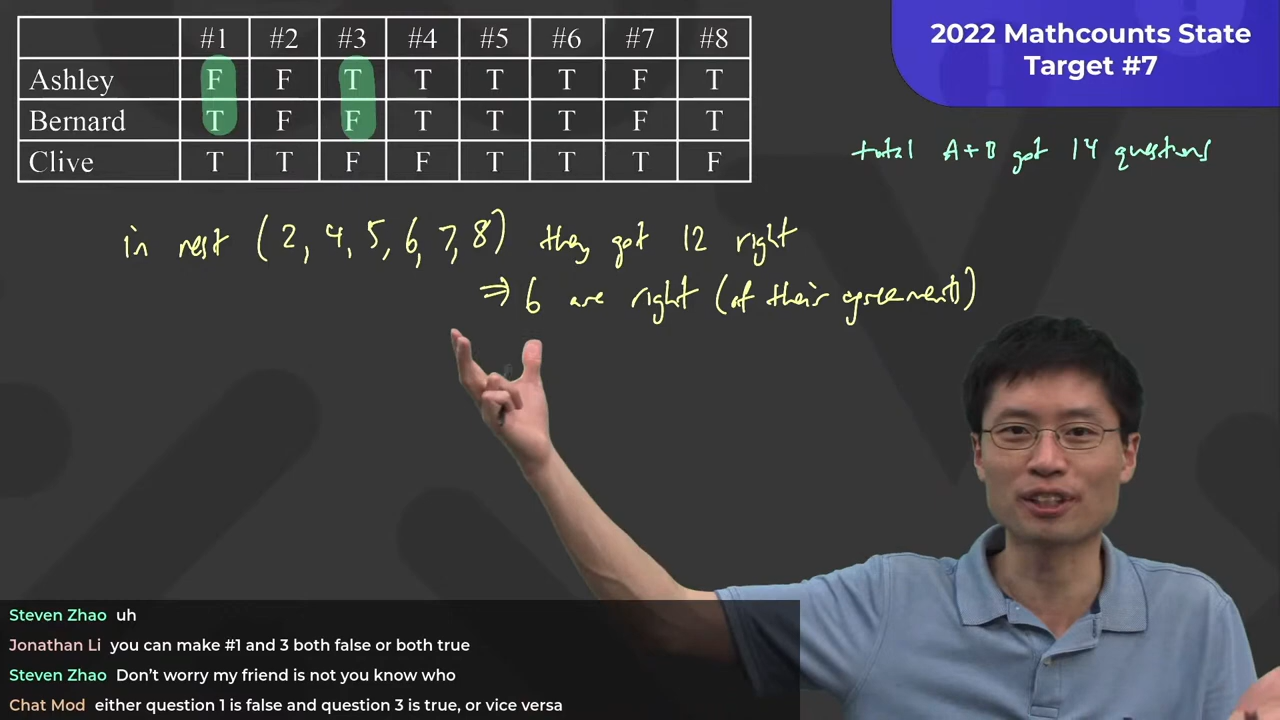 #1 #2 #3 #4 #5 #6 #7 #8
Ashley F F T T T T F T
Bernard T F F T T T F T
Clive T T F F T T T F
2022 Mathcounts State
Target #7
total A+B got 14 questions
in rest (2, 4, 5, 6, 7, 8) they got 12 right
⇒ 6 are right (of their agreements)
Steven Zhao uh
Jonathan Li you can make #1 and 3 both false or both true
Steven Zhao Don't worry my friend is not you know who
Chat Mod either question 1 is false and question 3 is true, or vice versa